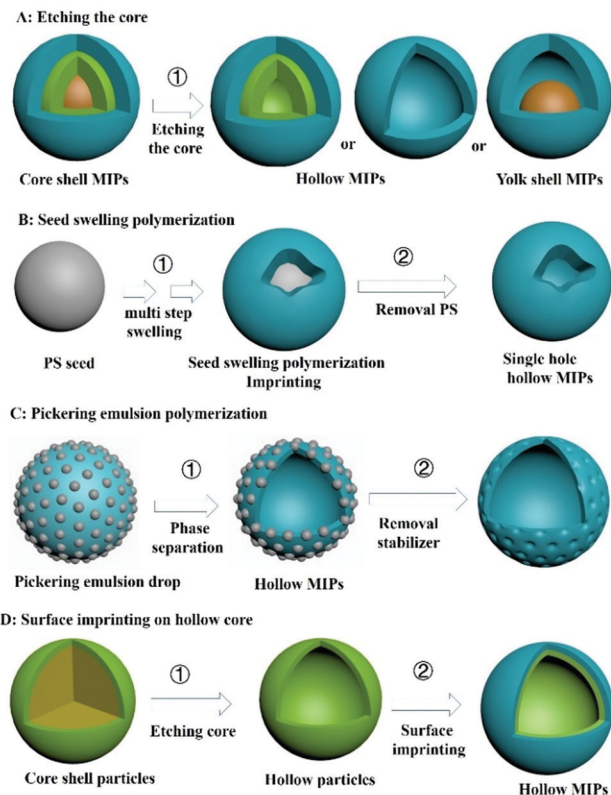 A: Etching the core
①
Etching
the core
or
or
Core shell MIPs
Hollow MIPs
Yolk shell MIPs
B: Seed swelling polymerization
①
②
multi step
swelling
Removal PS
PS seed
Seed swelling polymerization
Imprinting
Single hole
hollow MIPs
C: Pickering emulsion polymerization
①
②
Phase
separation
Removal
stabilizer
Pickering emulsion drop
Hollow MIPs
D: Surface imprinting on hollow core
①
②
Etching core
Surface
imprinting
Core shell particles
Hollow particles
Hollow MIPs